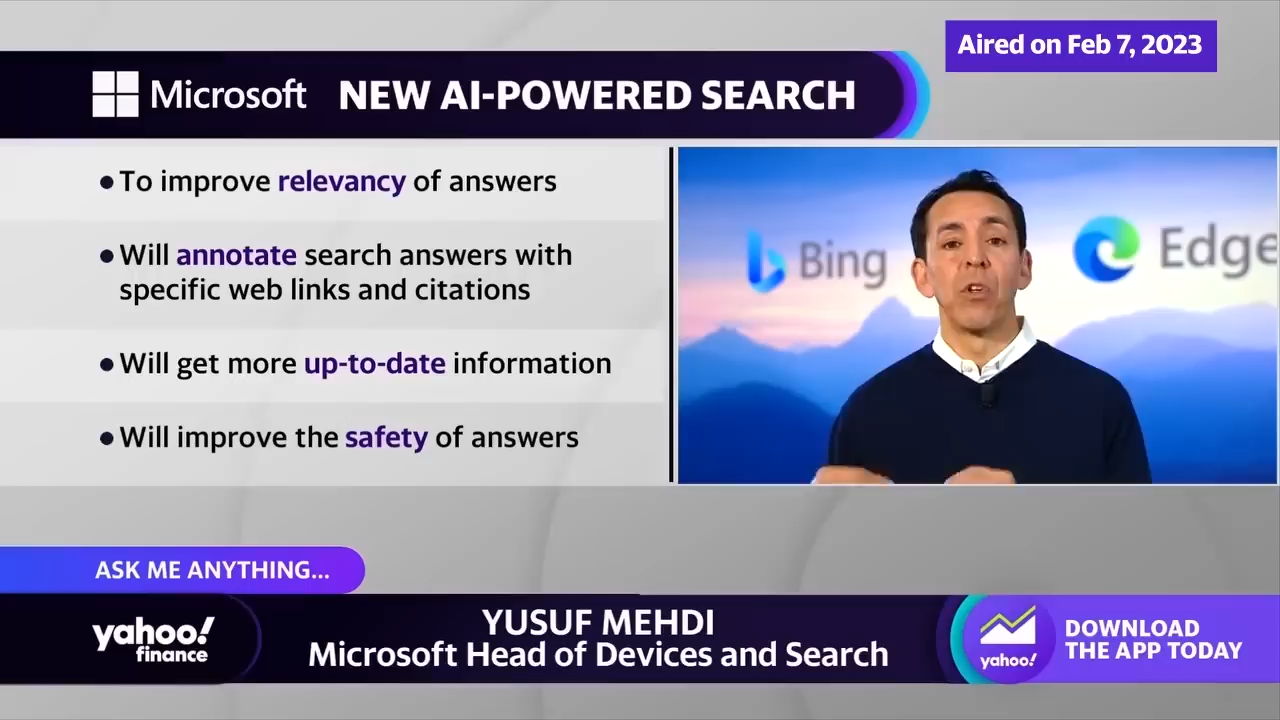 Aired on Feb 7, 2023
Microsoft NEW AI-POWERED SEARCH
● To improve relevancy of answers
● Will annotate search answers with
specific web links and citations
● Will get more up-to-date information
● Will improve the safety of answers
Bing
Edge
ASK ME ANYTHING...
yahoo!
finance
YUSUF MEHDI
Microsoft Head of Devices and Search
yahoo!
DOWNLOAD
THE APP TODAY